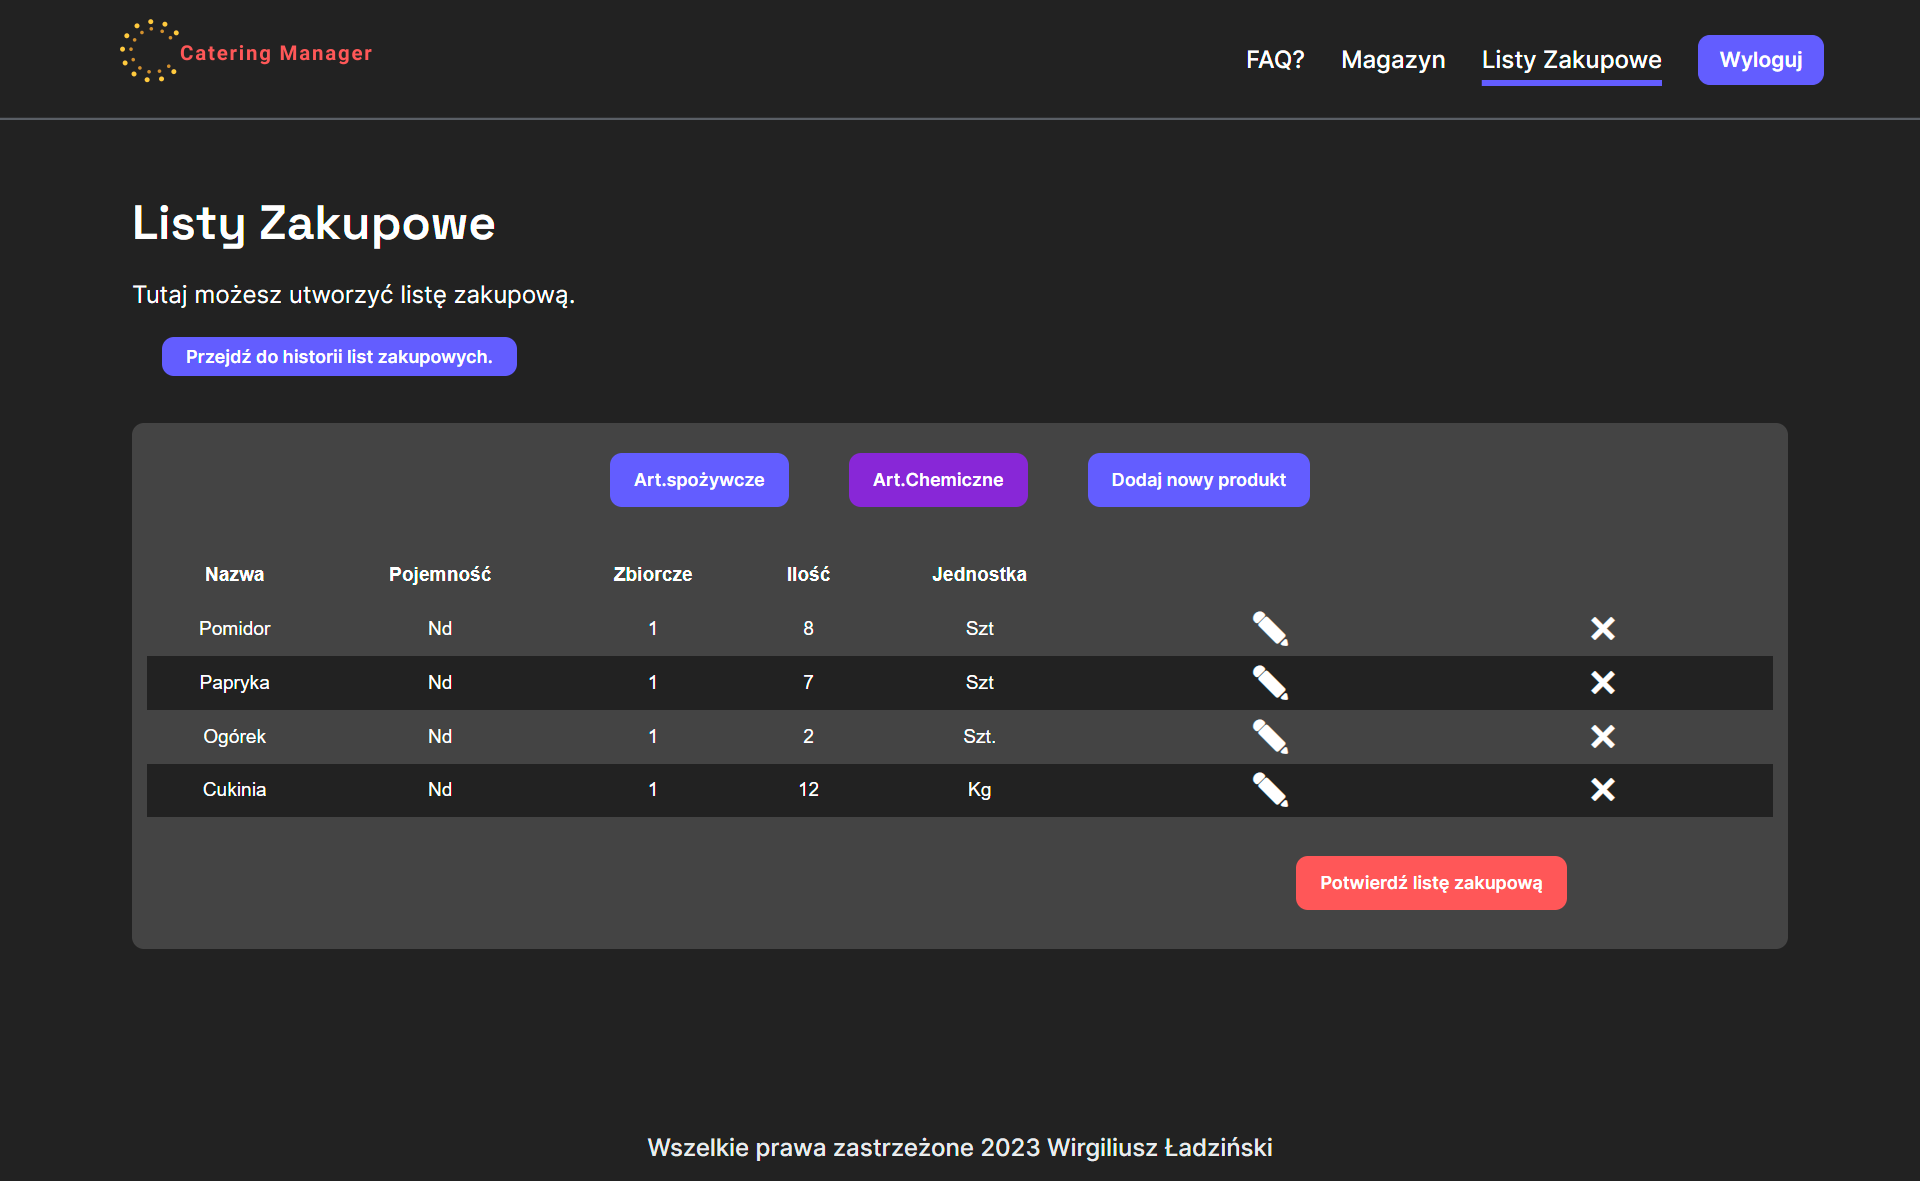 Catering Manager
FAQ? Magazyn Listy Zakupowe Wyloguj
Listy Zakupowe
Tutaj możesz utworzyć listę zakupową.
Przejdź do historii list zakupowych.
Art.spożywcze Art.Chemiczne Dodaj nowy produkt
Nazwa Pojemność Zbiorcze Ilość Jednostka
Pomidor Nd 1 8 Szt
Papryka Nd 1 7 Szt
Ogórek Nd 1 2 Szt.
Cukinia Nd 1 12 Kg
Potwierdź listę zakupową
Wszelkie prawa zastrzeżone 2023 Wirgiliusz Ładziński